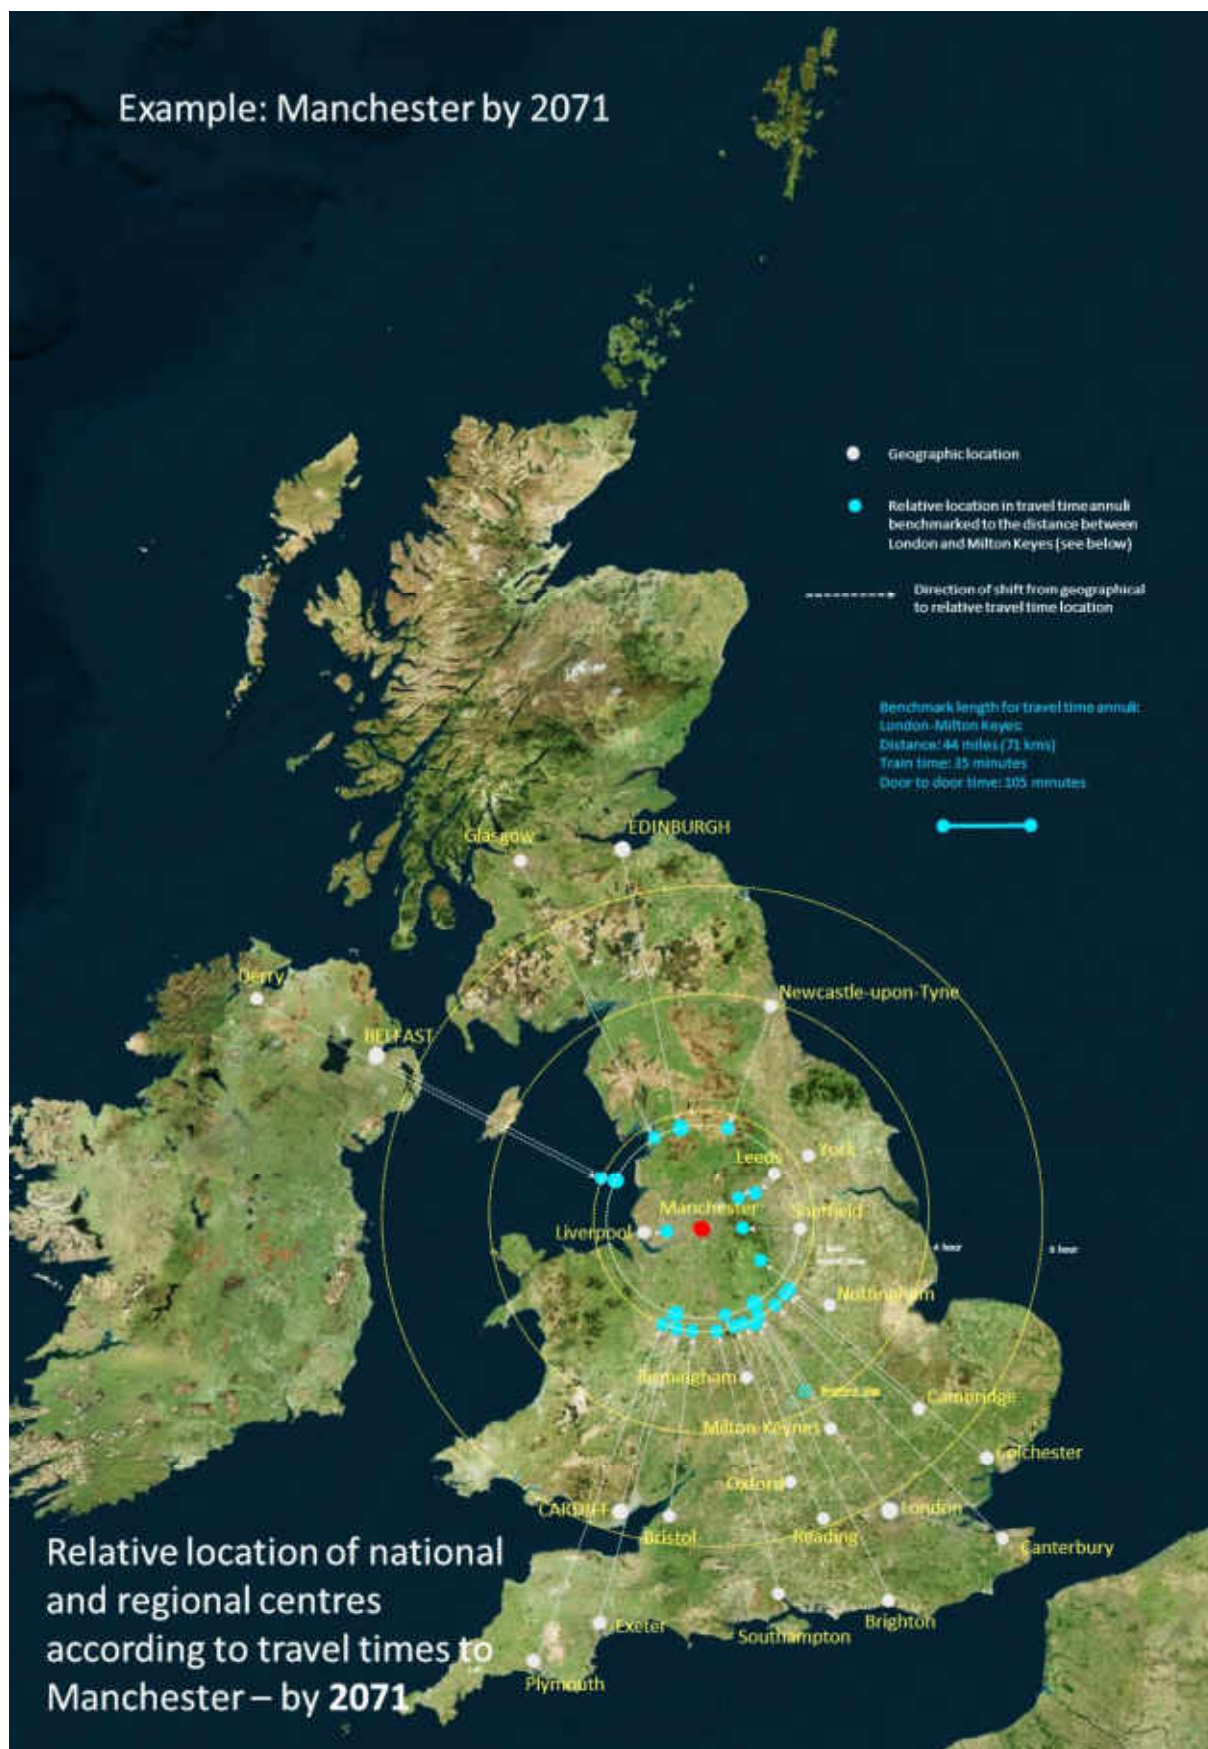 Example: Manchester by 2071
Geographic location
Relative location in travel time annuli
benchmarked to the distance between
London and Milton Keyes (see below)
Direction of shift from geographical
to relative travel time location
Benchmark length for travel time annuli:
London-Milton Keyes:
Distance: 44 miles (71 kms)
Train time: 35 minutes
Door to door time: 105 minutes
Glasgow
EDINBURGH
Derry
Newcastle-upon-Tyne
BELFAST
York
Leeds
Manchester
Sheffield
Liverpool
4 hour
6 hour
Nottingham
Birmingham
Cambridge
Milton-Keynes
Colchester
Oxford
CARDIFF
London
Bristol
Reading
Canterbury
Relative location of national
and regional centres
according to travel times to
Manchester – by 2071
Exeter
Southampton
Brighton
Plymouth